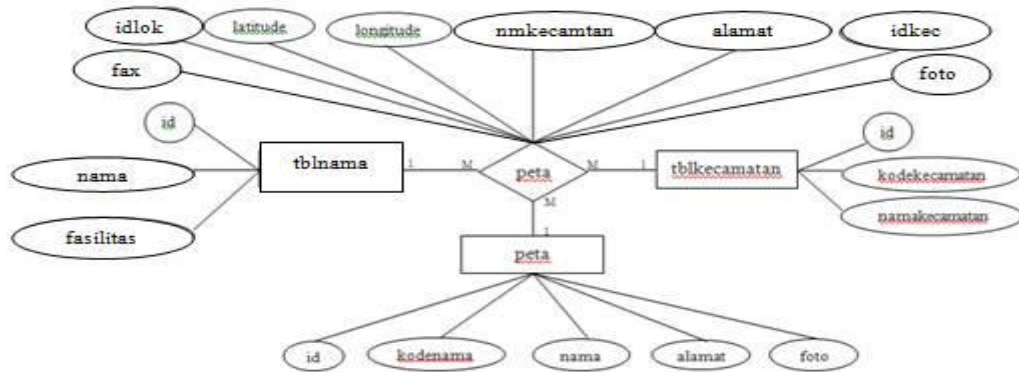 idlok
latitude
longitude
nmkecamtan
alamat
idkec
fax
foto
id
id
tblnama
1
M
peta
M
1
tblkecamatan
nama
kodekecamatan
M
namakecamatan
fasilitas
1
peta
id
kodenama
nama
alamat
foto